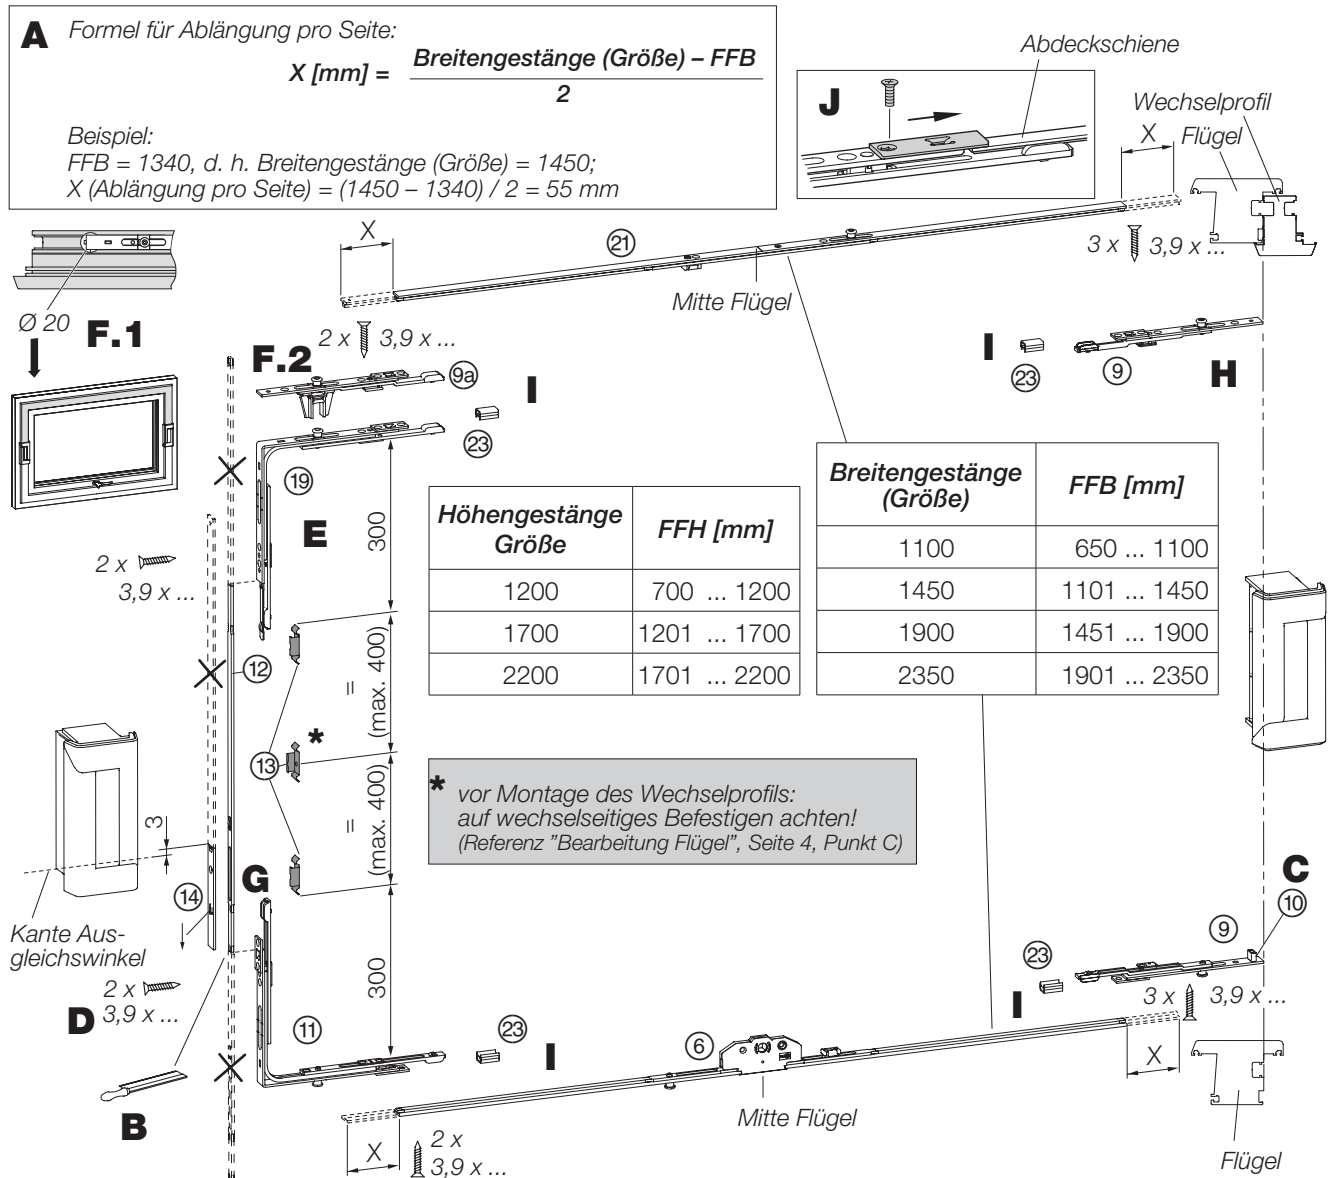 A Formel für Ablängung pro Seite:
X [mm] = Breitengestänge (Größe) – FFB
2
Beispiel:
FFB = 1340, d. h. Breitengestänge (Größe) = 1450;
X (Ablängung pro Seite) = (1450 – 1340) / 2 = 55 mm
Abdeckschiene
J
Wechselprofil
Flügel
X
X
21
3 x 3,9 x ...
Mitte Flügel
Ø 20
F.1
2 x 3,9 x ...
F.2
9a
I
23
I
23
9
H
19
E
300
2 x
3,9 x ...
12
Höhengestänge
Größe
FFH [mm]
1200 700 ... 1200
1700 1201 ... 1700
2200 1701 ... 2200
Breitengestänge
(Größe)
FFB [mm]
1100 650 ... 1100
1450 1101 ... 1450
1900 1451 ... 1900
2350 1901 ... 2350
=
(max. 400)
*
13
=
(max. 400)
* vor Montage des Wechselprofils:
auf wechselseitiges Befestigen achten!
(Referenz ”Bearbeitung Flügel”, Seite 4, Punkt C)
3
14
G
Kante Aus-
gleichswinkel
2 x
D 3,9 x ...
300
C
10
9
23
I
3 x 3,9 x ...
11
23
I
6
X
B
Mitte Flügel
X
2 x
3,9 x ...
Flügel